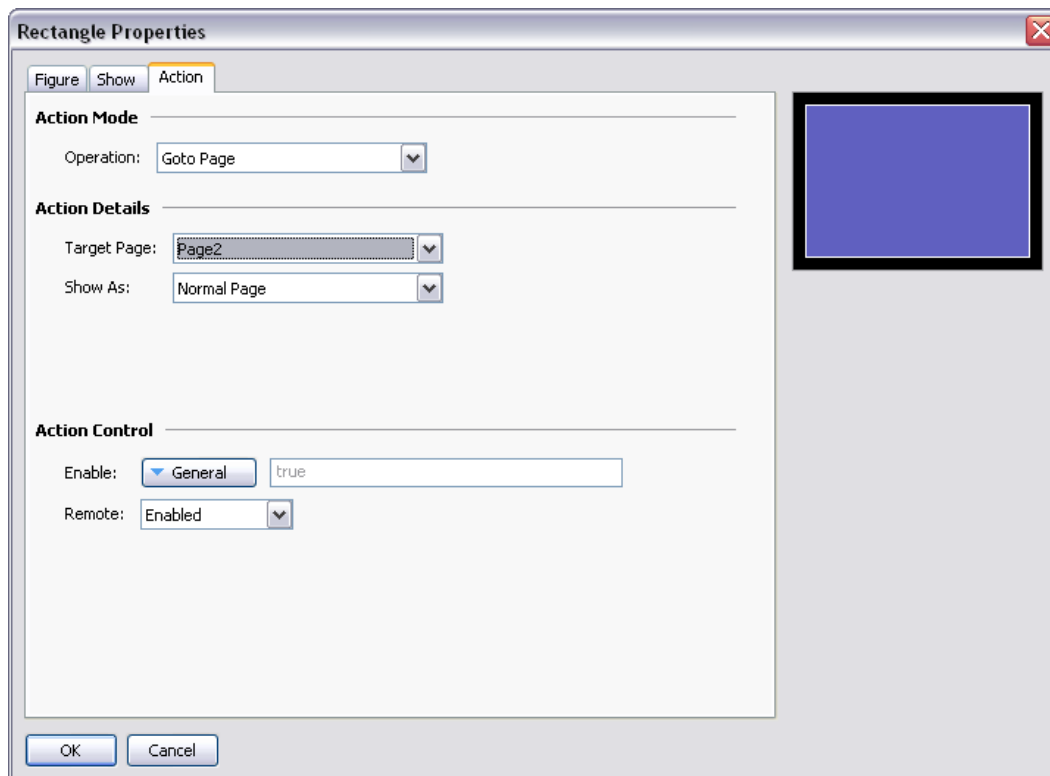 Rectangle Properties
Figure Show Action
Action Mode
Operation: Goto Page
Action Details
Target Page: Page2
Show As: Normal Page
Action Control
Enable: General true
Remote: Enabled
OK Cancel